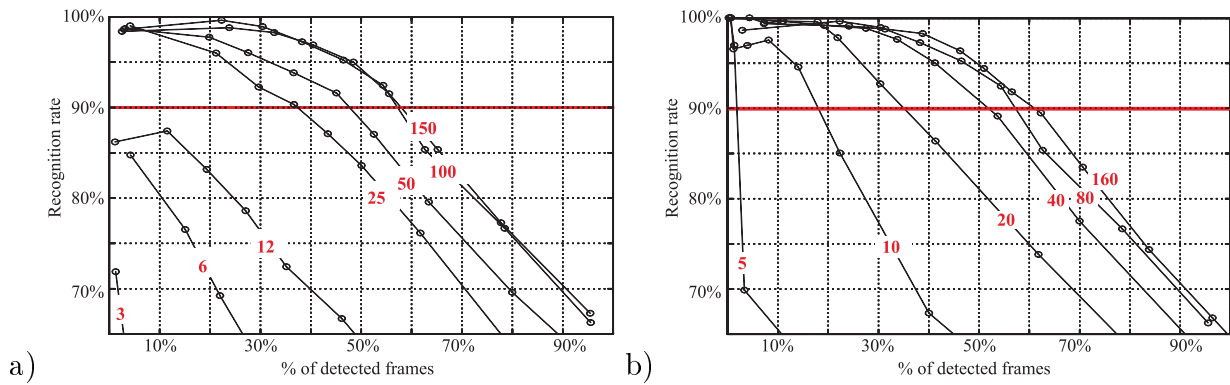 100%
90%
80%
70%
Recognition rate
150
100
50
25
12
6
3
10% 30% 50% 70% 90%
% of detected frames
a)
100%
90%
80%
70%
Recognition rate
160
80
40
20
10
5
10% 30% 50% 70% 90%
% of detected frames
b)